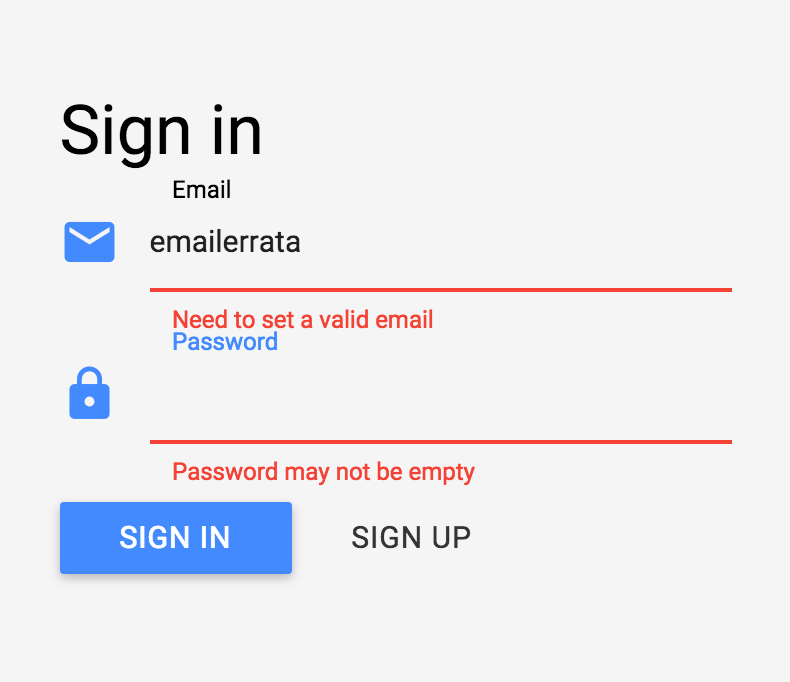 Sign in
Email
emailerrata
Need to set a valid email
Password
Password may not be empty
SIGN IN
SIGN UP